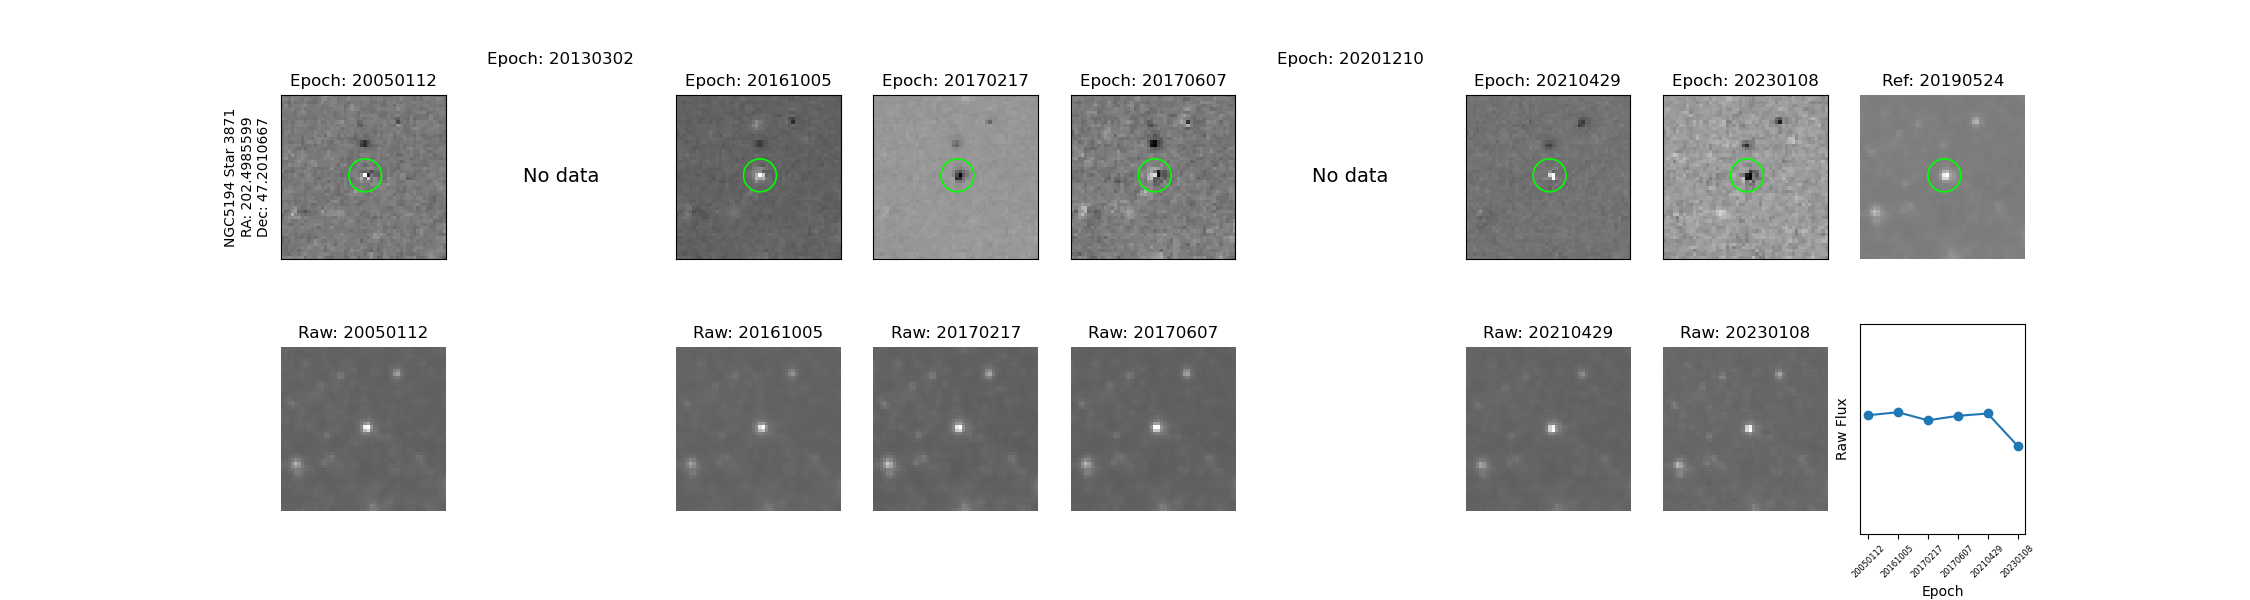 Epoch: 20130302
Epoch: 20201210
Epoch: 20050112
Epoch: 20161005
Epoch: 20170217
Epoch: 20170607
Epoch: 20210429
Epoch: 20230108
Ref: 20190524
NGC5194 Star 3871
RA: 202.4985599
Dec: 47.2010667
No data
No data
Raw: 20050112
Raw: 20161005
Raw: 20170217
Raw: 20170607
Raw: 20210429
Raw: 20230108
Raw Flux
20050112
20161005
20170217
20170607
20210429
20230108
Epoch